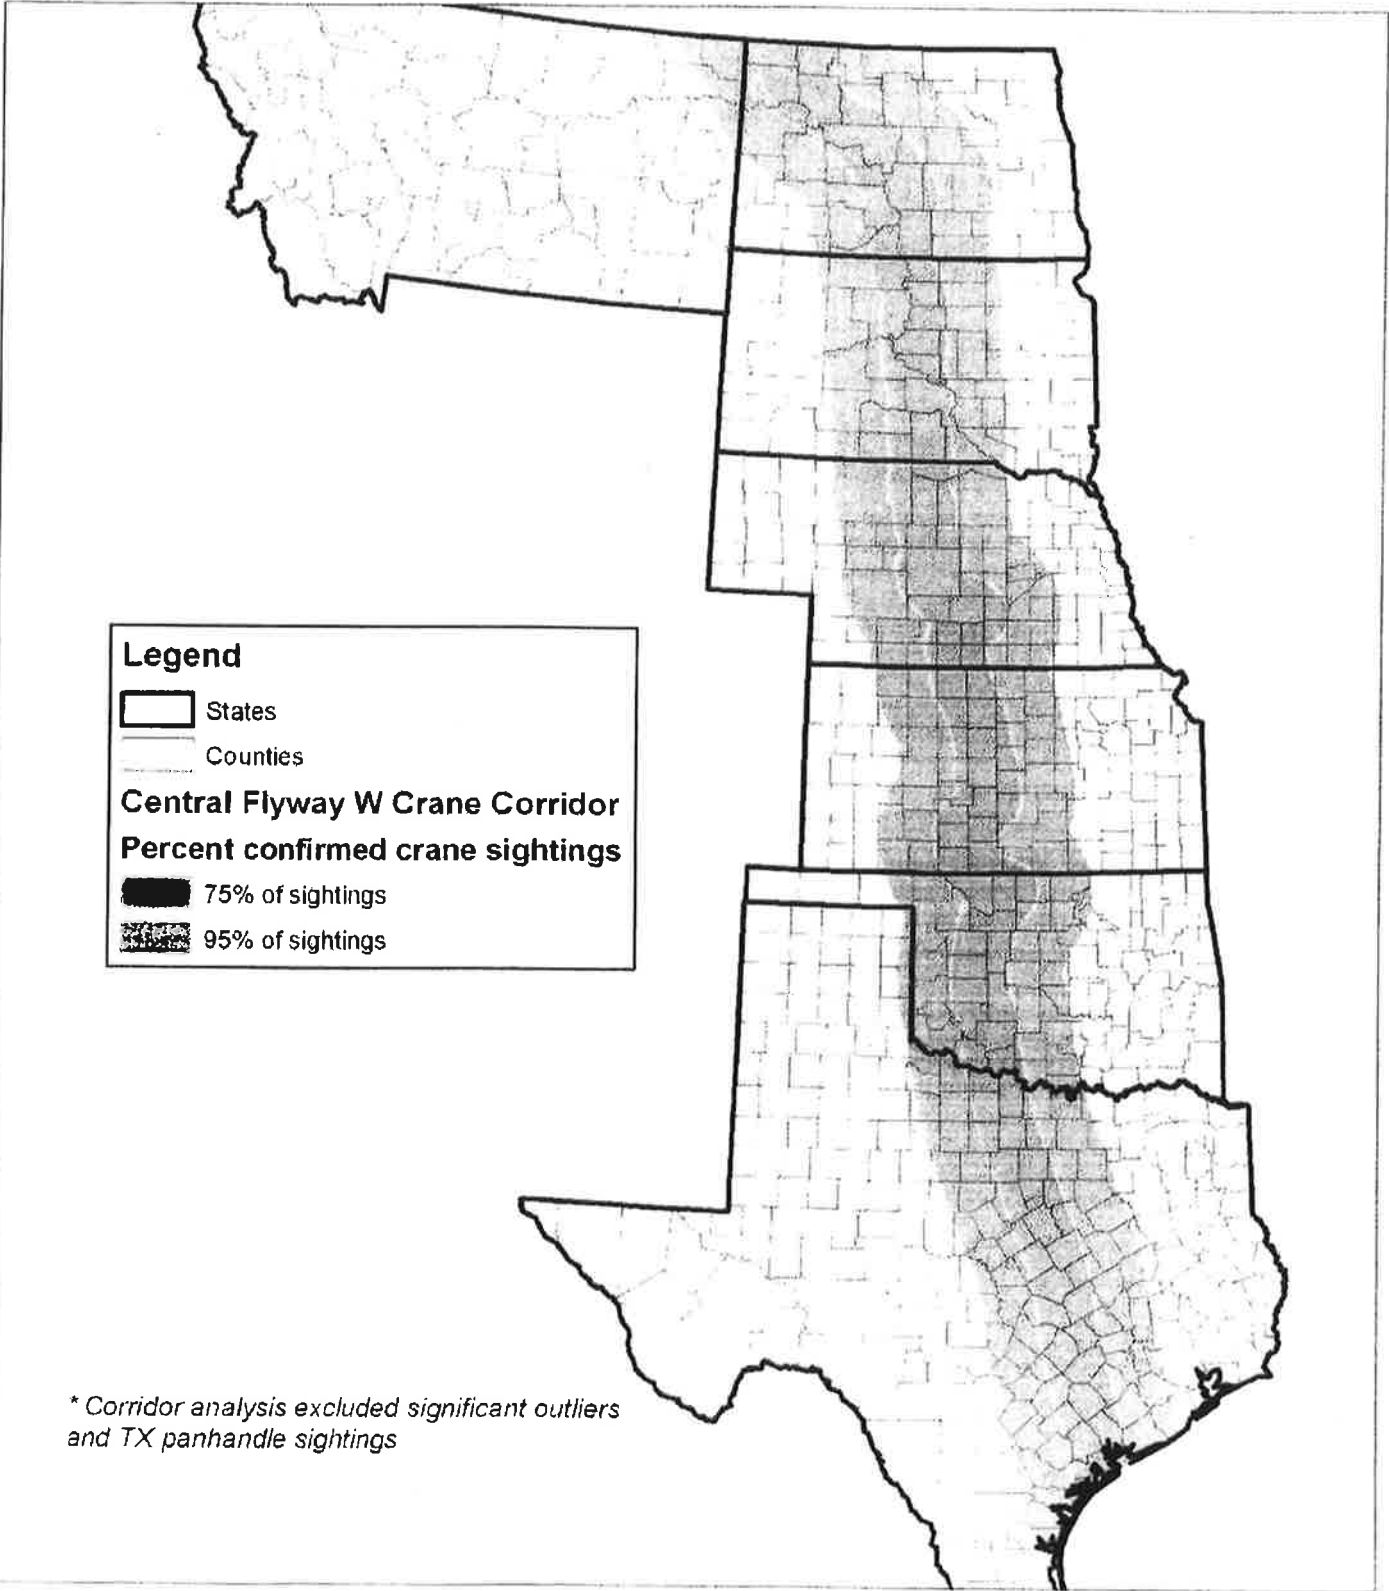 Legend
States
Counties
Central Flyway W Crane Corridor
Percent confirmed crane sightings
75% of sightings
95% of sightings
* Corridor analysis excluded significant outliers
and TX panhandle sightings